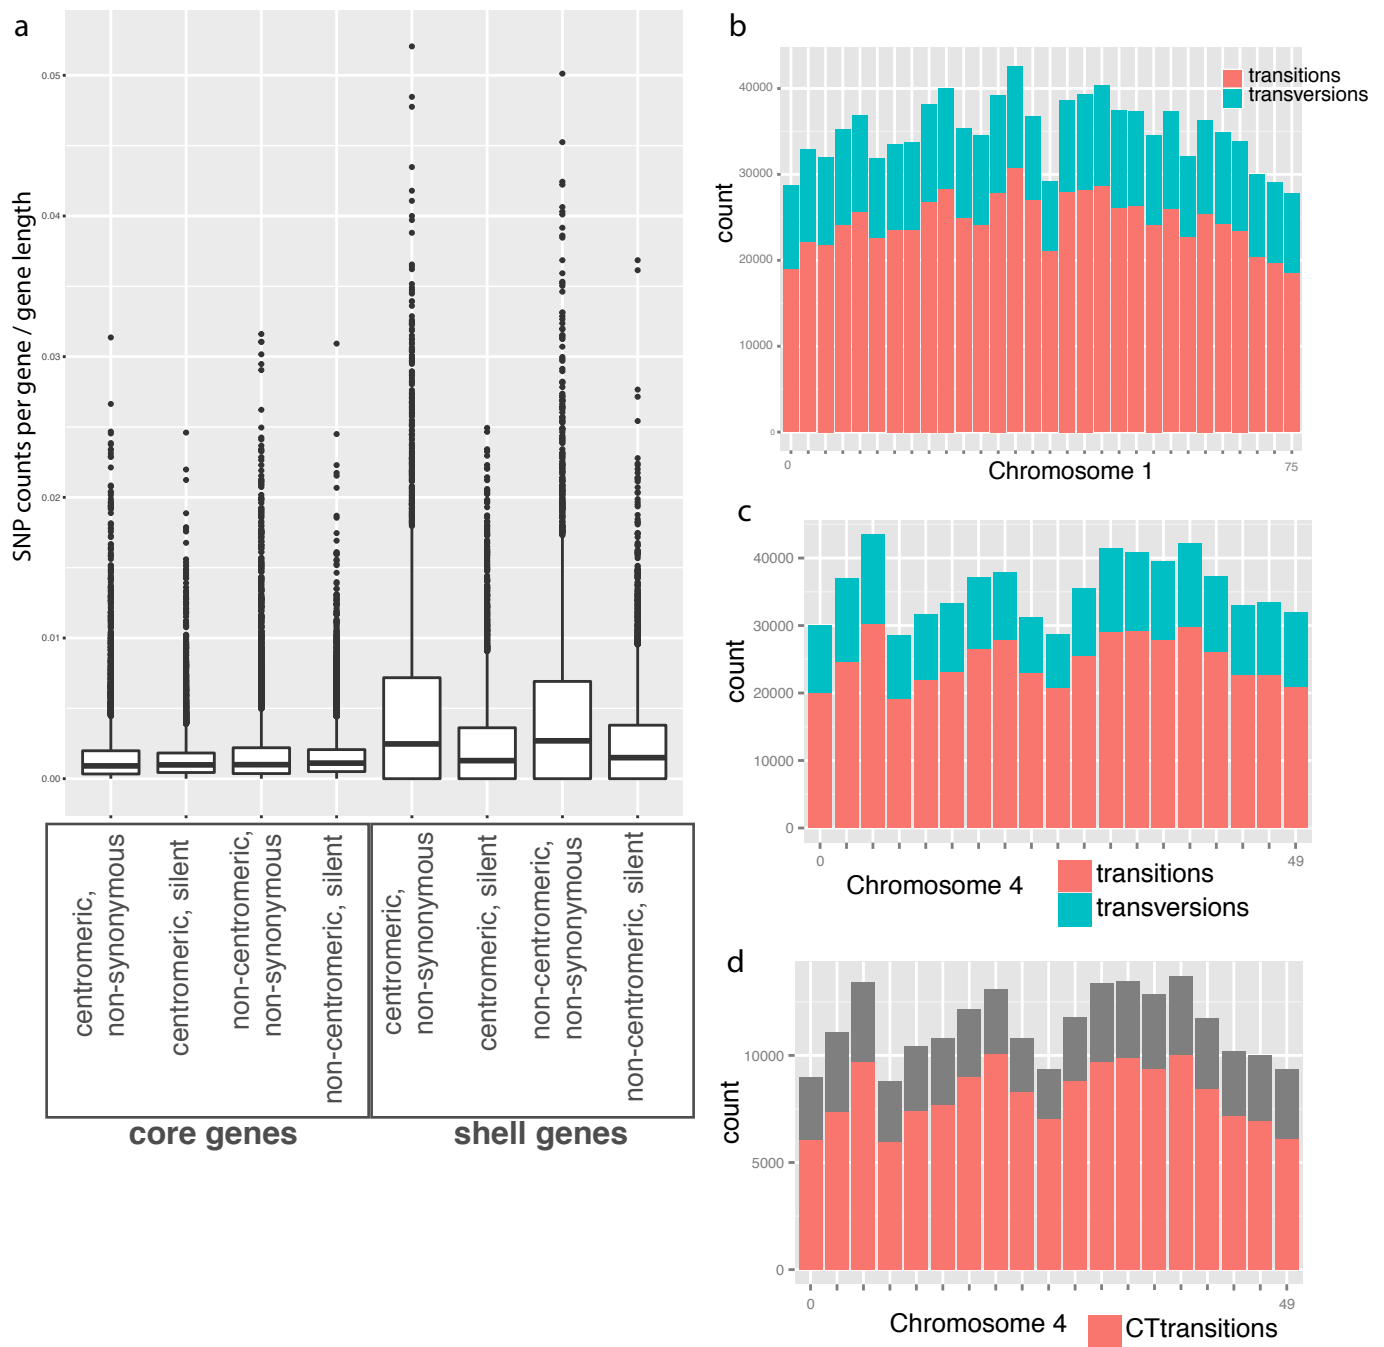 a
SNP counts per gene / gene length
0.05
0.04
0.03
0.02
0.01
0.00
centromeric,
non-synonymous
centromeric, silent
non-centromeric,
non-synonymous
non-centromeric, silent
centromeric,
non-synonymous
centromeric, silent
non-centromeric,
non-synonymous
non-centromeric, silent
core genes
shell genes
b
count
40000
30000
20000
10000
0
0
75
Chromosome 1
transitions
transversions
c
count
40000
30000
20000
10000
0
0
49
Chromosome 4
transitions
transversions
d
count
10000
5000
0
0
49
Chromosome 4
CTtransitions